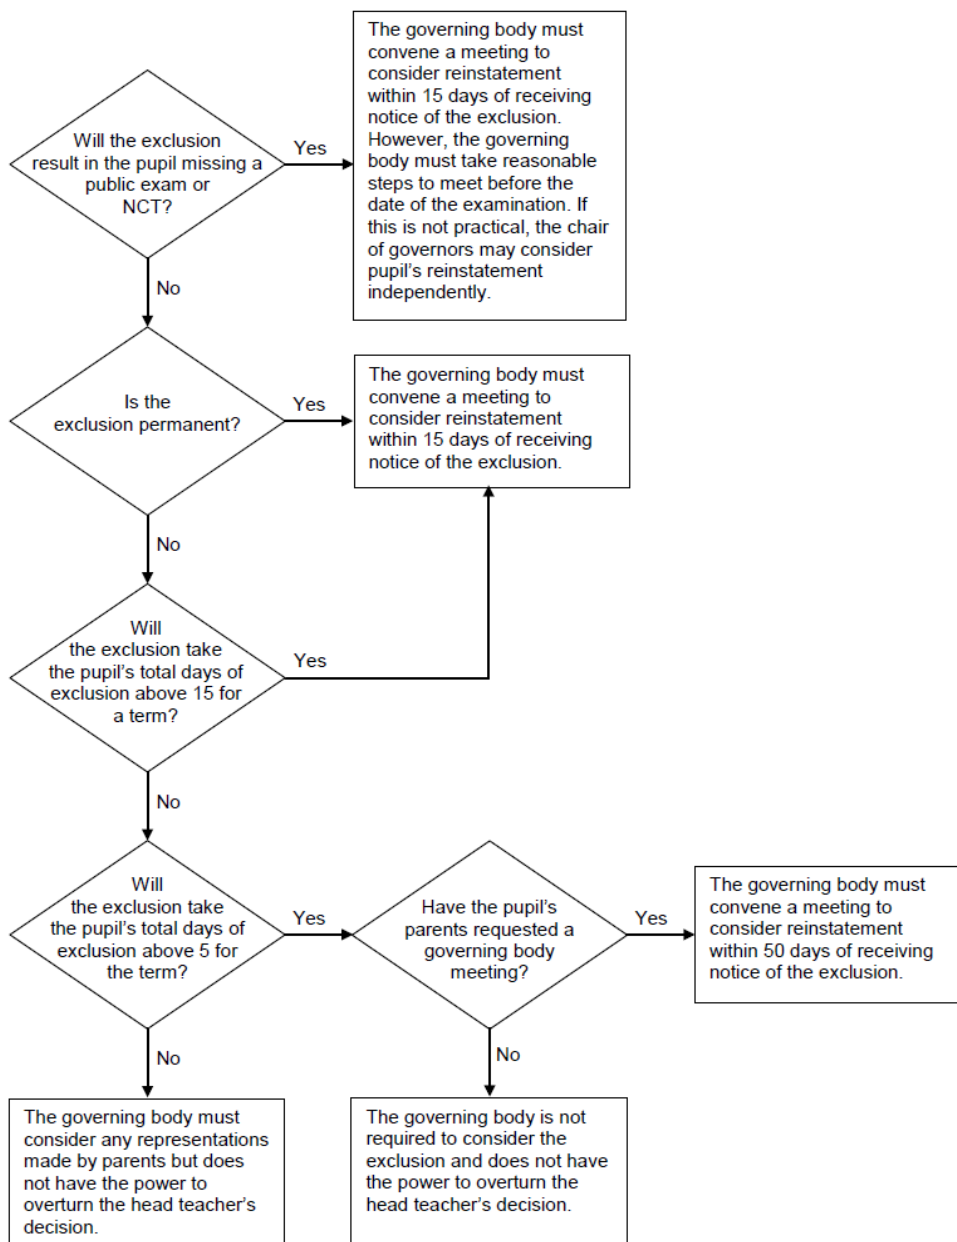 Will the exclusion
result in the pupil missing a
public exam or
NCT?
Yes
The governing body must
convene a meeting to
consider reinstatement
within 15 days of receiving
notice of the exclusion.
However, the governing
body must take reasonable
steps to meet before the
date of the examination. If
this is not practical, the chair
of governors may consider
pupil's reinstatement
independently.
No
Is the
exclusion permanent?
Yes
The governing body must
convene a meeting to
consider reinstatement
within 15 days of receiving
notice of the exclusion.
No
Will
the exclusion take
the pupil's total days of
exclusion above 15 for
a term?
Yes
No
Will
the exclusion take
the pupil's total days of
exclusion above 5 for
the term?
Yes
Have the pupil's
parents requested a
governing body
meeting?
Yes
The governing body must
convene a meeting to
consider reinstatement
within 50 days of receiving
notice of the exclusion.
No
The governing body must
consider any representations
made by parents but does
not have the power to
overturn the head teacher's
decision.
No
The governing body is not
required to consider the
exclusion and does not have
the power to overturn the
head teacher's decision.